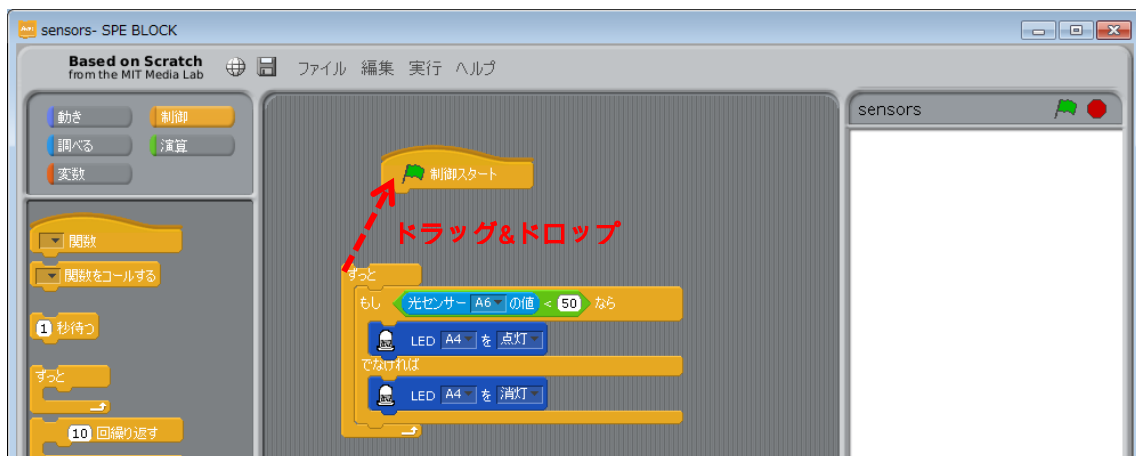 sensors- SPE BLOCK
Based on Scratch
from the MIT Media Lab
ファイル 編集 実行 ヘルプ
動き 制御
調べる 演算
変数
関数
関数をコールする
1 秒待つ
ずっと
10 回繰り返す
制御スタート
ドラッグ&ドロップ
ずっと
もし 光センサー A6 の値 < 50 なら
LED A4 を 点灯
でなければ
LED A4 を 消灯
sensors